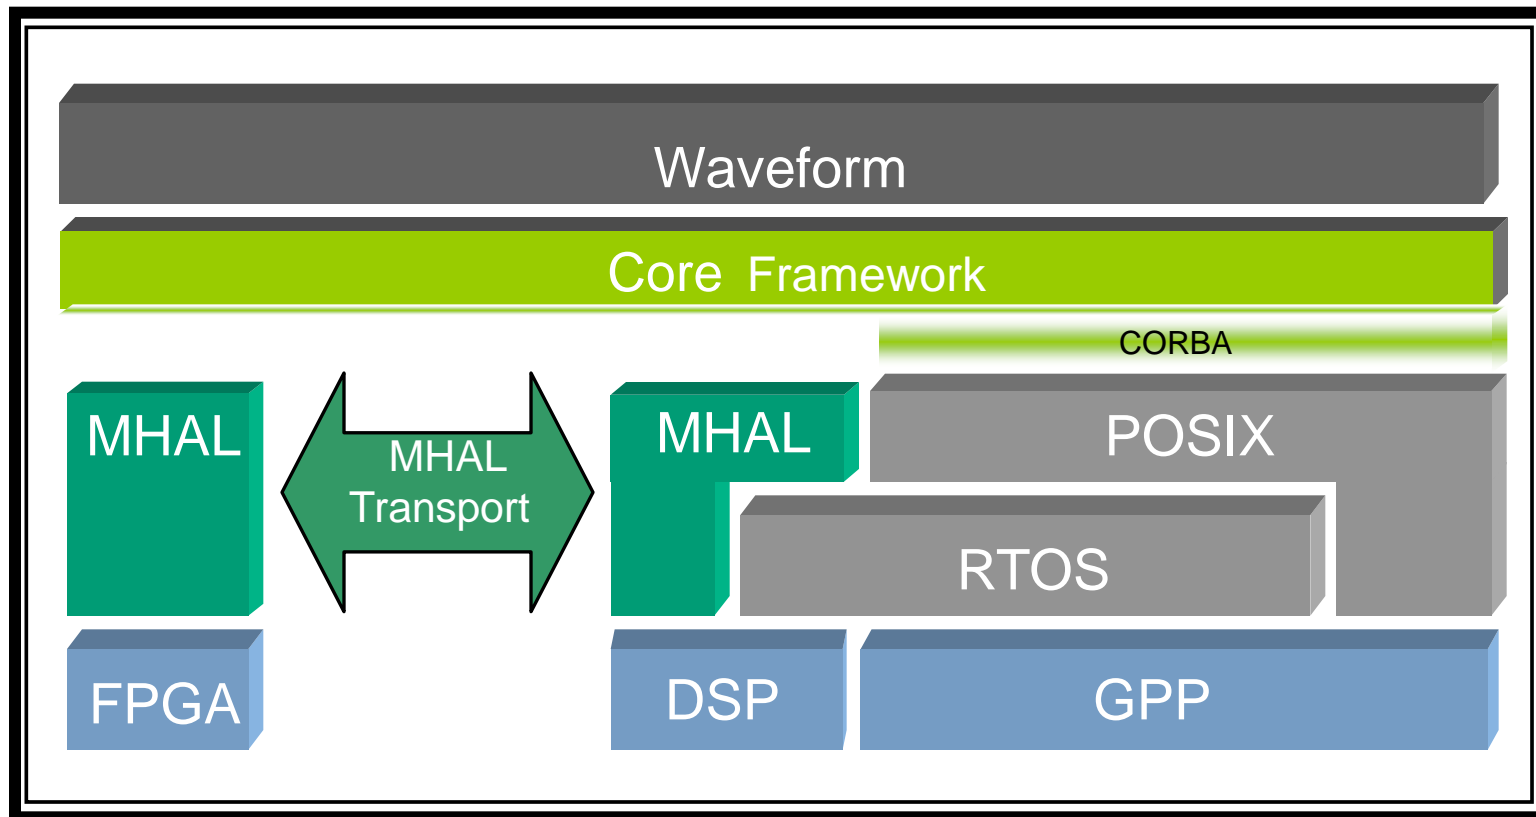 Waveform
Core Framework
CORBA
MHAL
MHAL
Transport
MHAL
POSIX
RTOS
FPGA
DSP
GPP